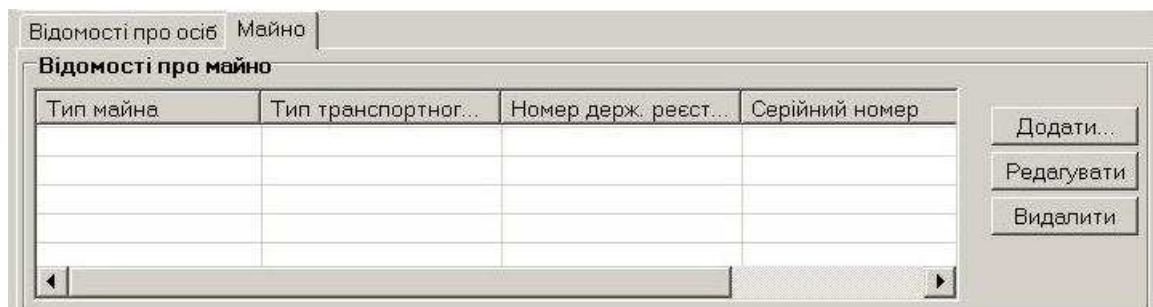 Відомості про осіб Майно
Відомості про майно
Тип майна Тип транспортног... Номер держ. реєст... Серійний номер
Додати...
Редагувати
Видалити